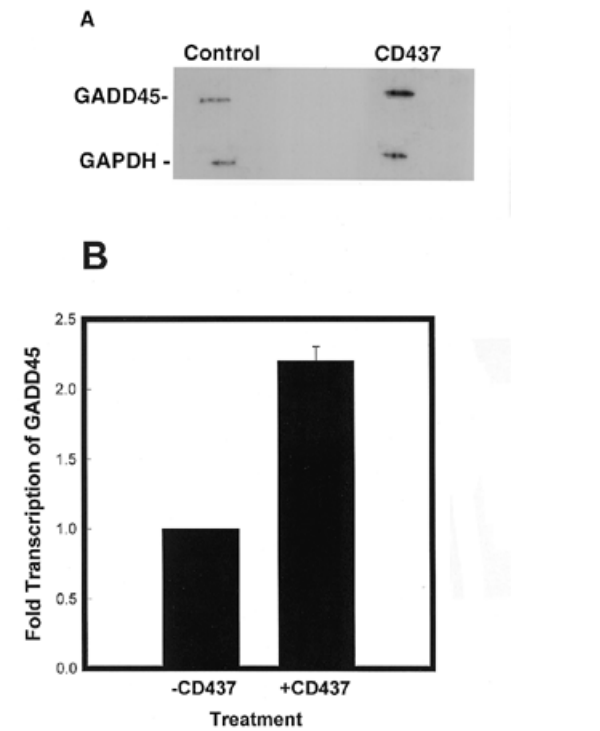 A
Control CD437
GADD45-
GAPDH -
B
Fold Transcription of GADD45
2.5
2.0
1.5
1.0
0.5
0.0
-CD437 +CD437
Treatment